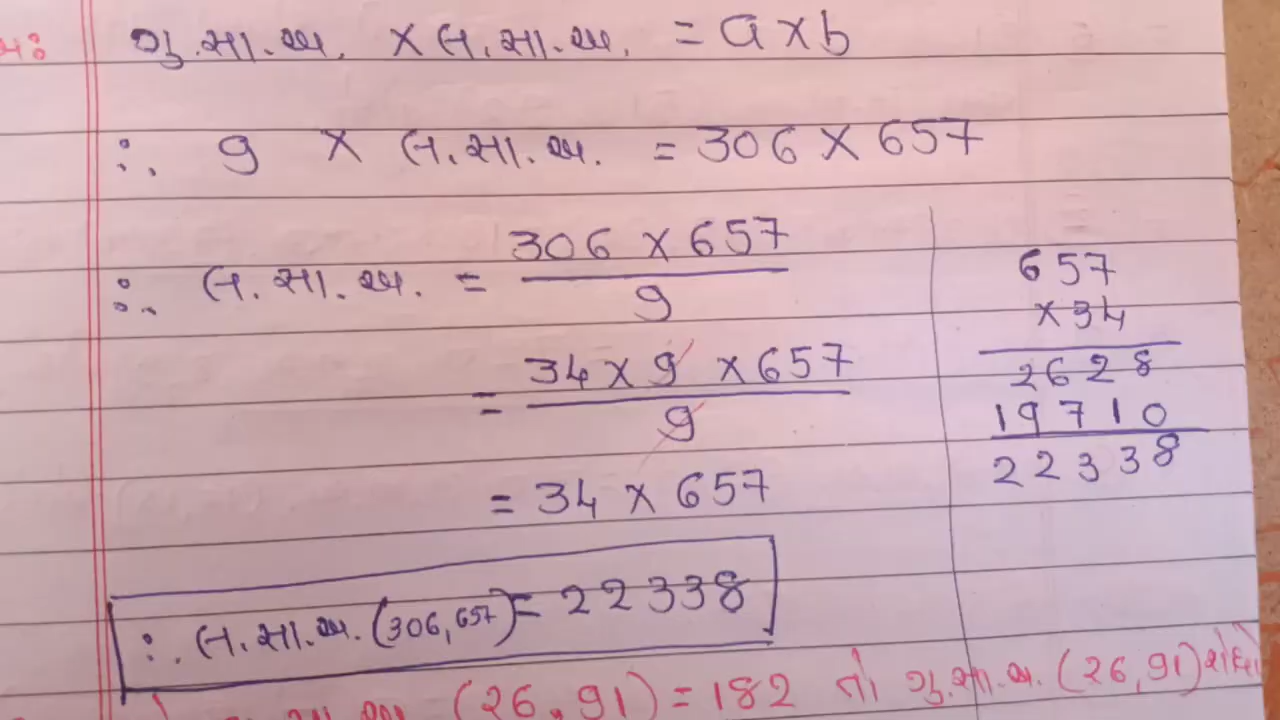 ગુ.સા.અ. × લ.સા.અ. = a × b
∴ 9 × લ.સા.અ. = 306 × 657
∴ લ.સા.અ. = 306 × 657
9
= 34 × 9 × 657
9
= 34 × 657
∴ લ.સા.અ. (306, 657) = 22338
657
× 34
2628
19710
22338
સા. અ. (26, 91) = 182 તો ગુ.સા.અ. (26, 91) શોધો